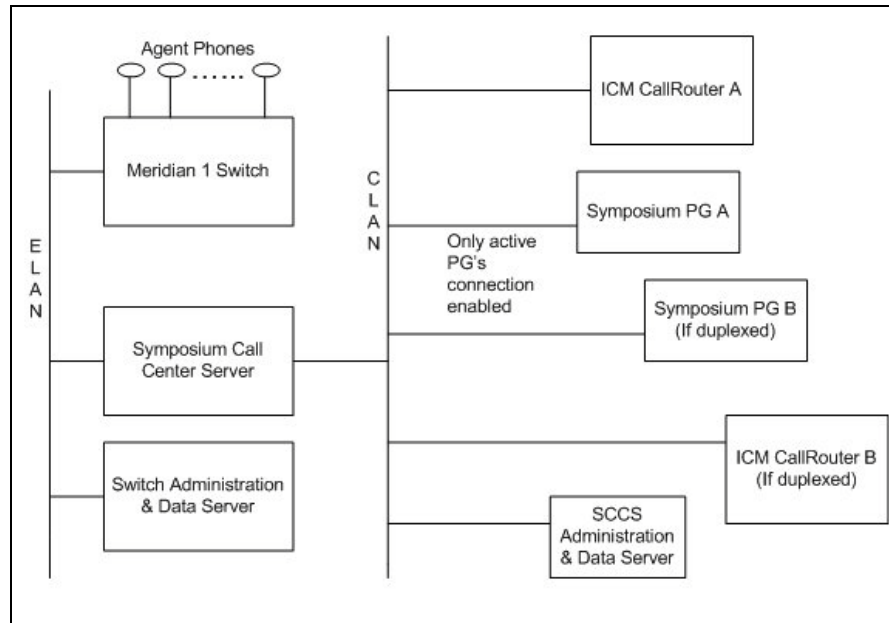 Agent Phones
Meridian 1 Switch
E
L
A
N
Symposium Call
Center Server
Switch Administration
& Data Server
C
L
A
N
ICM CallRouter A
Symposium PG A
Only active
PG's
connection
enabled
Symposium PG B
(If duplexed)
ICM CallRouter B
(If duplexed)
SCCS
Administration
& Data Server